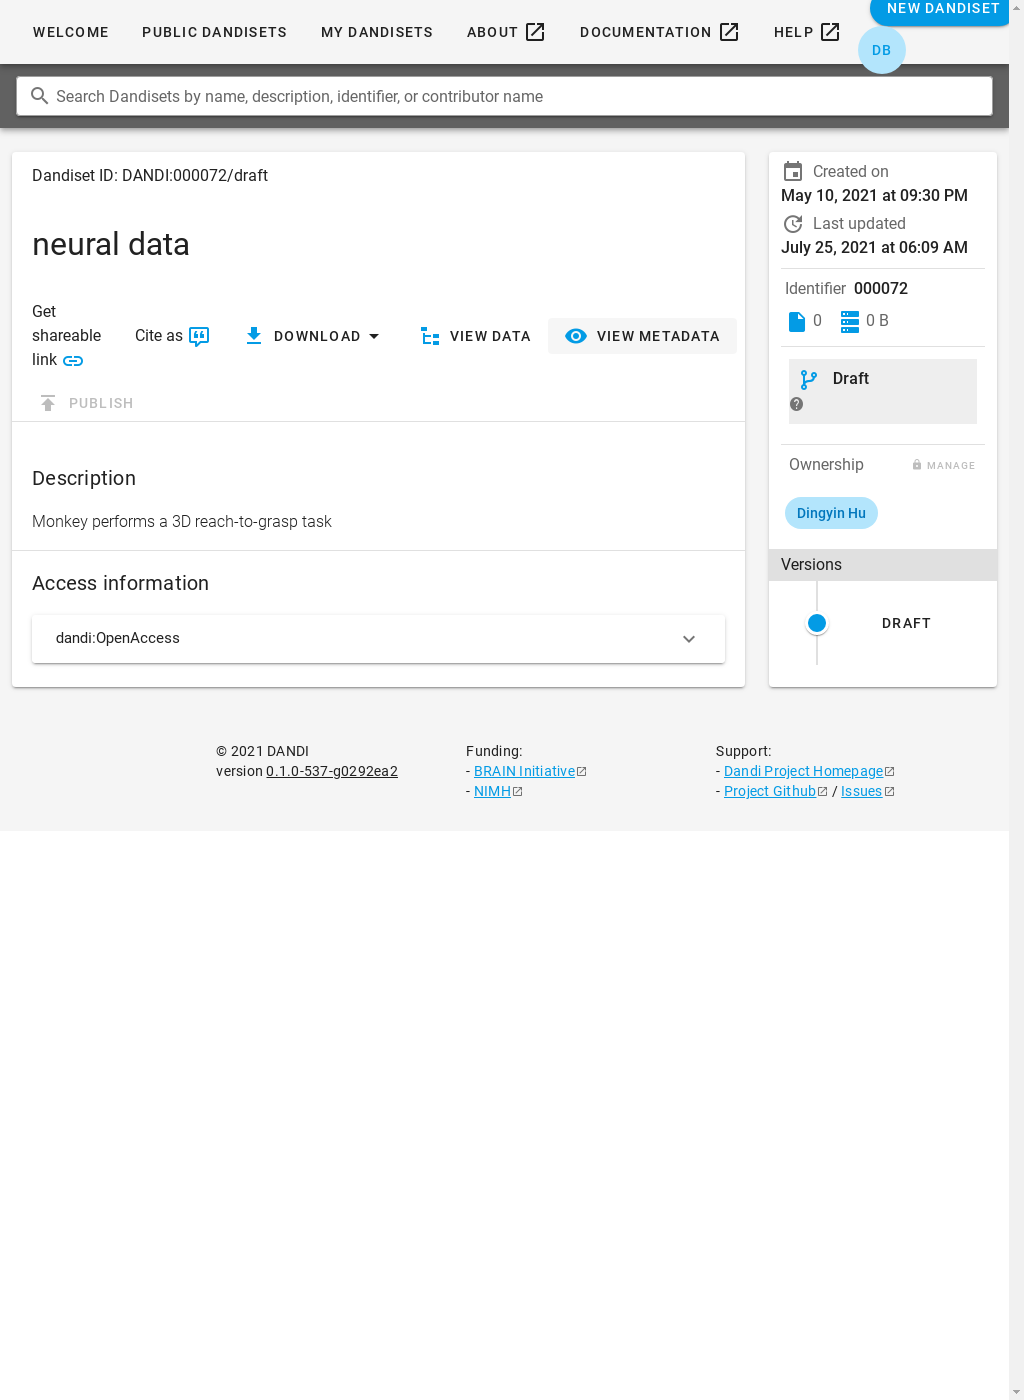 WELCOME
PUBLIC DANDISETS
MY DANDISETS
ABOUT
DOCUMENTATION
HELP
NEW DANDISET
DB
Search Dandisets by name, description, identifier, or contributor name
Dandiset ID: DANDI:000072/draft
neural data
Get
shareable
link
Cite as
DOWNLOAD
VIEW DATA
VIEW METADATA
PUBLISH
Description
Monkey performs a 3D reach-to-grasp task
Access information
dandi:OpenAccess
Created on
May 10, 2021 at 09:30 PM
Last updated
July 25, 2021 at 06:09 AM
Identifier 000072
0 0 B
Draft
Ownership MANAGE
Dingyin Hu
Versions
DRAFT
© 2021 DANDI
version 0.1.0-537-g0292ea2
Funding:
- BRAIN Initiative
- NIMH
Support:
- Dandi Project Homepage
- Project Github / Issues